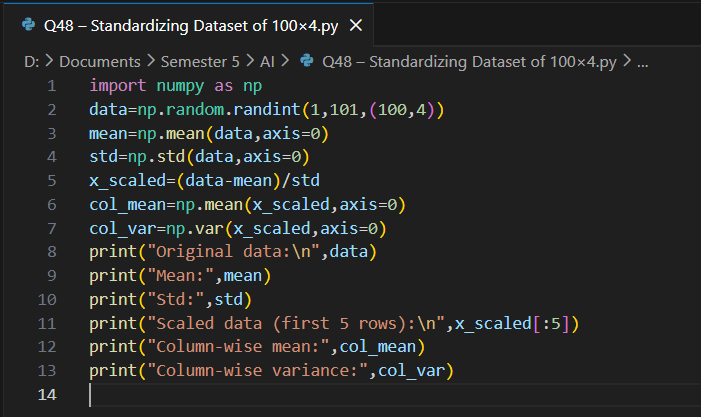 Q48 – Standardizing Dataset of 100×4.py ×
D: > Documents > Semester 5 > AI > Q48 – Standardizing Dataset of 100×4.py > ...
1 import numpy as np
2 data=np.random.randint(1,101,(100,4))
3 mean=np.mean(data,axis=0)
4 std=np.std(data,axis=0)
5 x_scaled=(data-mean)/std
6 col_mean=np.mean(x_scaled,axis=0)
7 col_var=np.var(x_scaled,axis=0)
8 print("Original data:\n",data)
9 print("Mean:",mean)
10 print("Std:",std)
11 print("Scaled data (first 5 rows):\n",x_scaled[:5])
12 print("Column-wise mean:",col_mean)
13 print("Column-wise variance:",col_var)
14